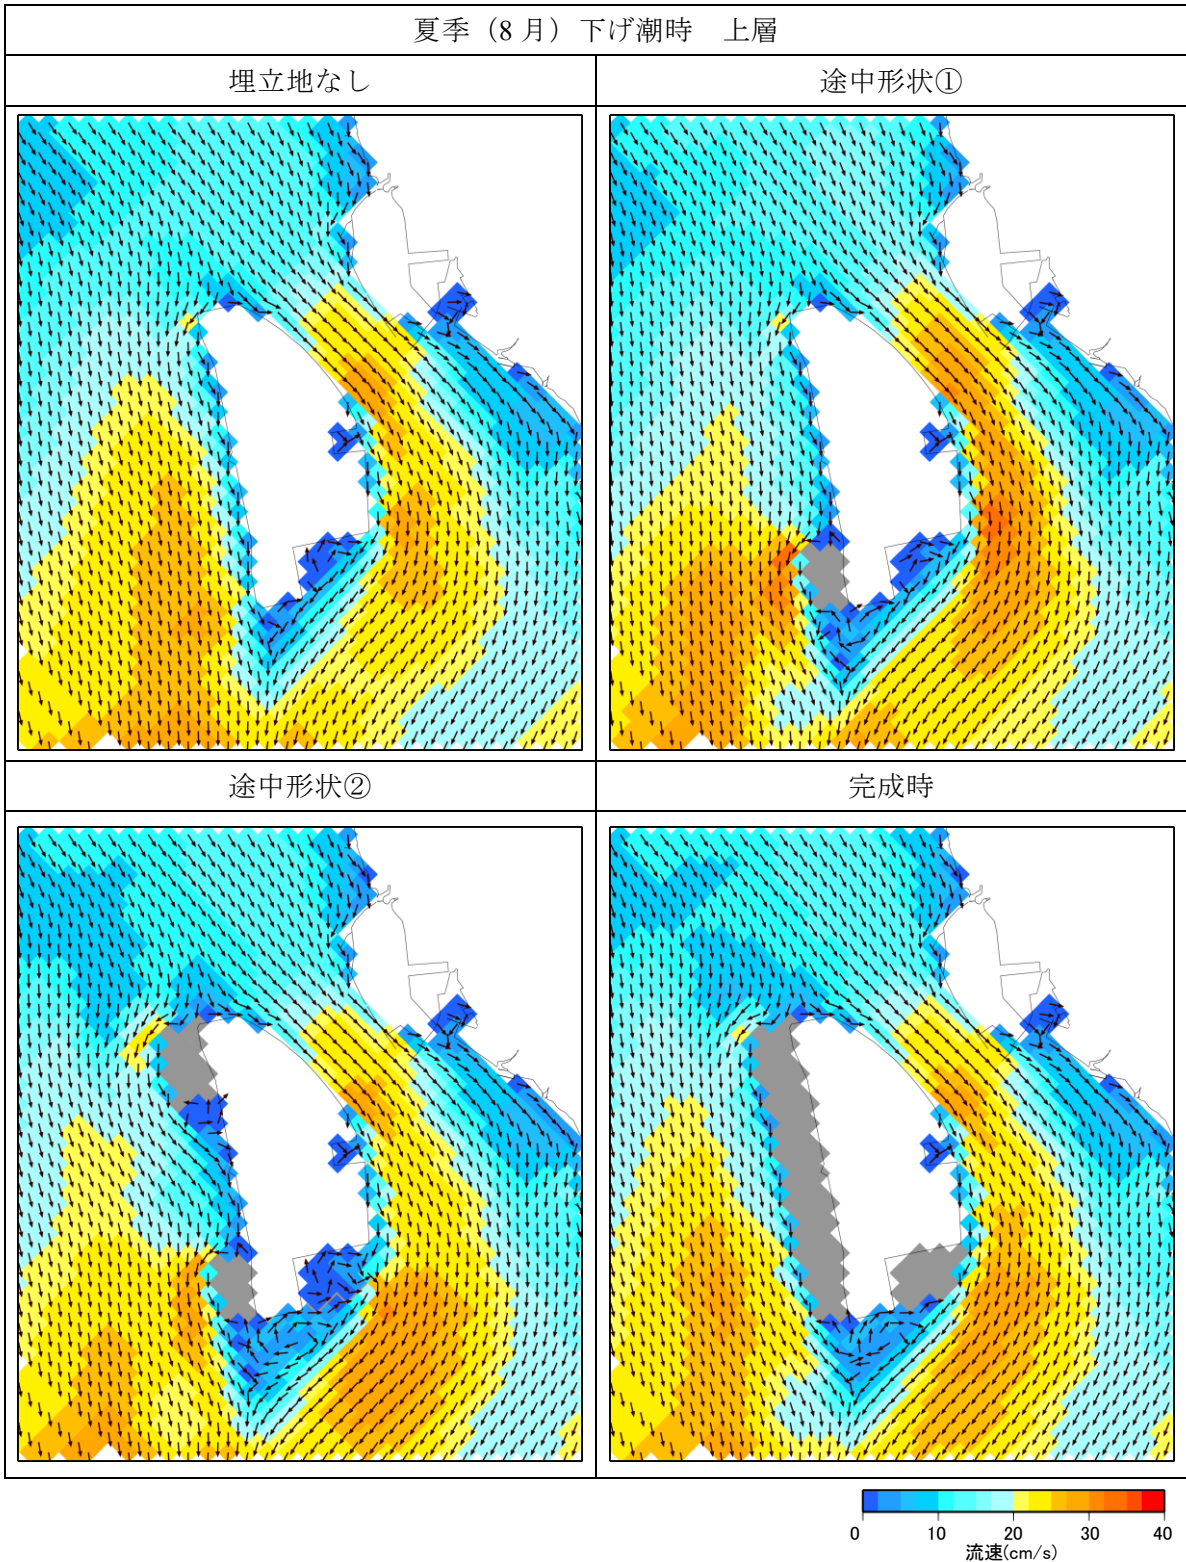 夏季（8 月）下げ潮時　上層
埋立地なし
途中形状①
途中形状②
完成時
0 10 20 30 40
流速(cm/s)